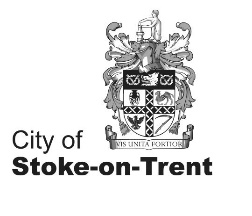 VIS UNITA FORTIOR
City of
Stoke-on-Trent